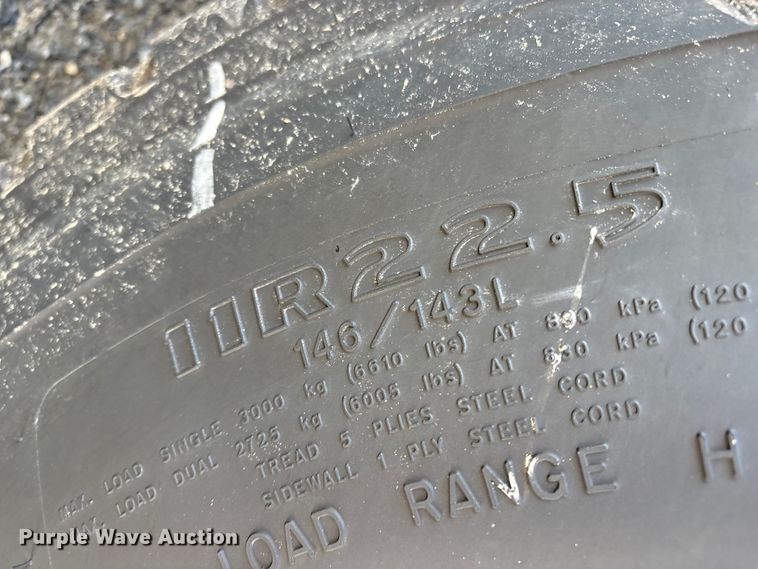 11R22.5
146/143L
MAX. LOAD SINGLE 3000 kg (6610 lbs) AT 830 kPa (120
MAX. LOAD DUAL 2725 kg (6005 lbs) AT 830 kPa (120
TREAD 5 PLIES STEEL CORD
SIDEWALL 1 PLY STEEL CORD
LOAD RANGE H
Purple Wave Auction